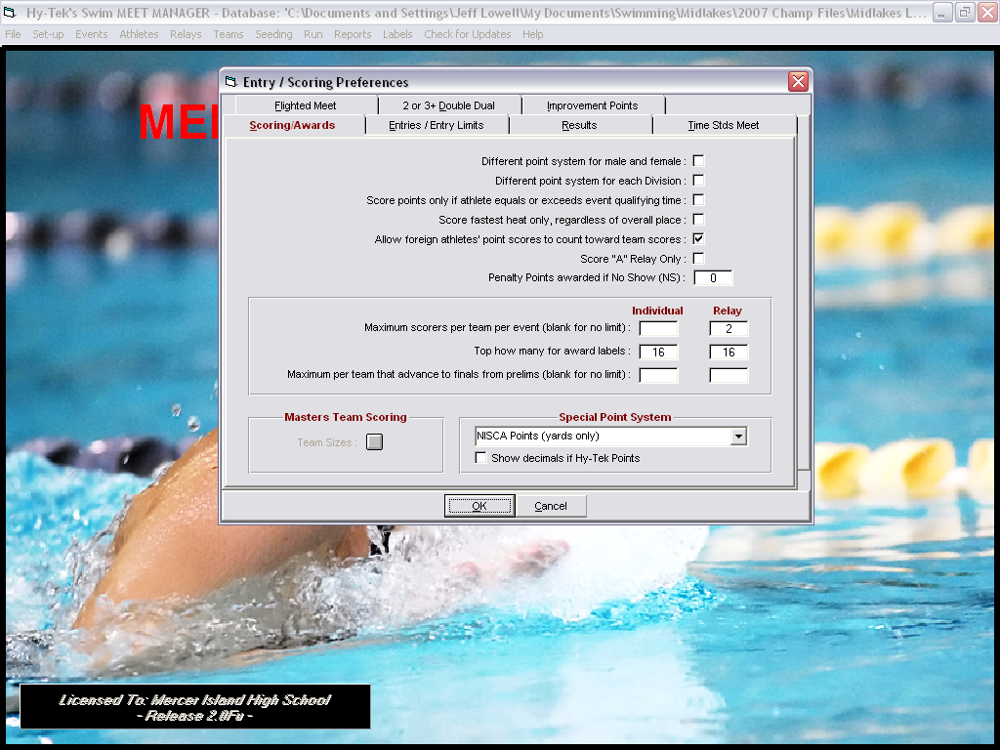 Hy-Tek's Swim MEET MANAGER - Database: 'C:\Documents and Settings\Jeff Lowell\My Documents\Swimming\Midlakes\2007 Champ Files\Midlakes L...
File Set-up Events Athletes Relays Teams Seeding Run Reports Labels Check for Updates Help
Entry / Scoring Preferences
Flighted Meet 2 or 3+ Double Dual Improvement Points
Scoring/Awards Entries / Entry Limits Results Time Stds Meet
Different point system for male and female :
Different point system for each Division :
Score points only if athlete equals or exceeds event qualifying time :
Score fastest heat only, regardless of overall place :
Allow foreign athletes' point scores to count toward team scores :
Score "A" Relay Only :
Penalty Points awarded if No Show (NS) : 0
Individual Relay
Maximum scorers per team per event (blank for no limit) : 2
Top how many for award labels : 16 16
Maximum per team that advance to finals from prelims (blank for no limit) :
Masters Team Scoring
Team Sizes :
Special Point System
NISCA Points (yards only)
Show decimals if Hy-Tek Points
OK Cancel
Licensed To: Mercer Island High School
- Release 2.0Fu -